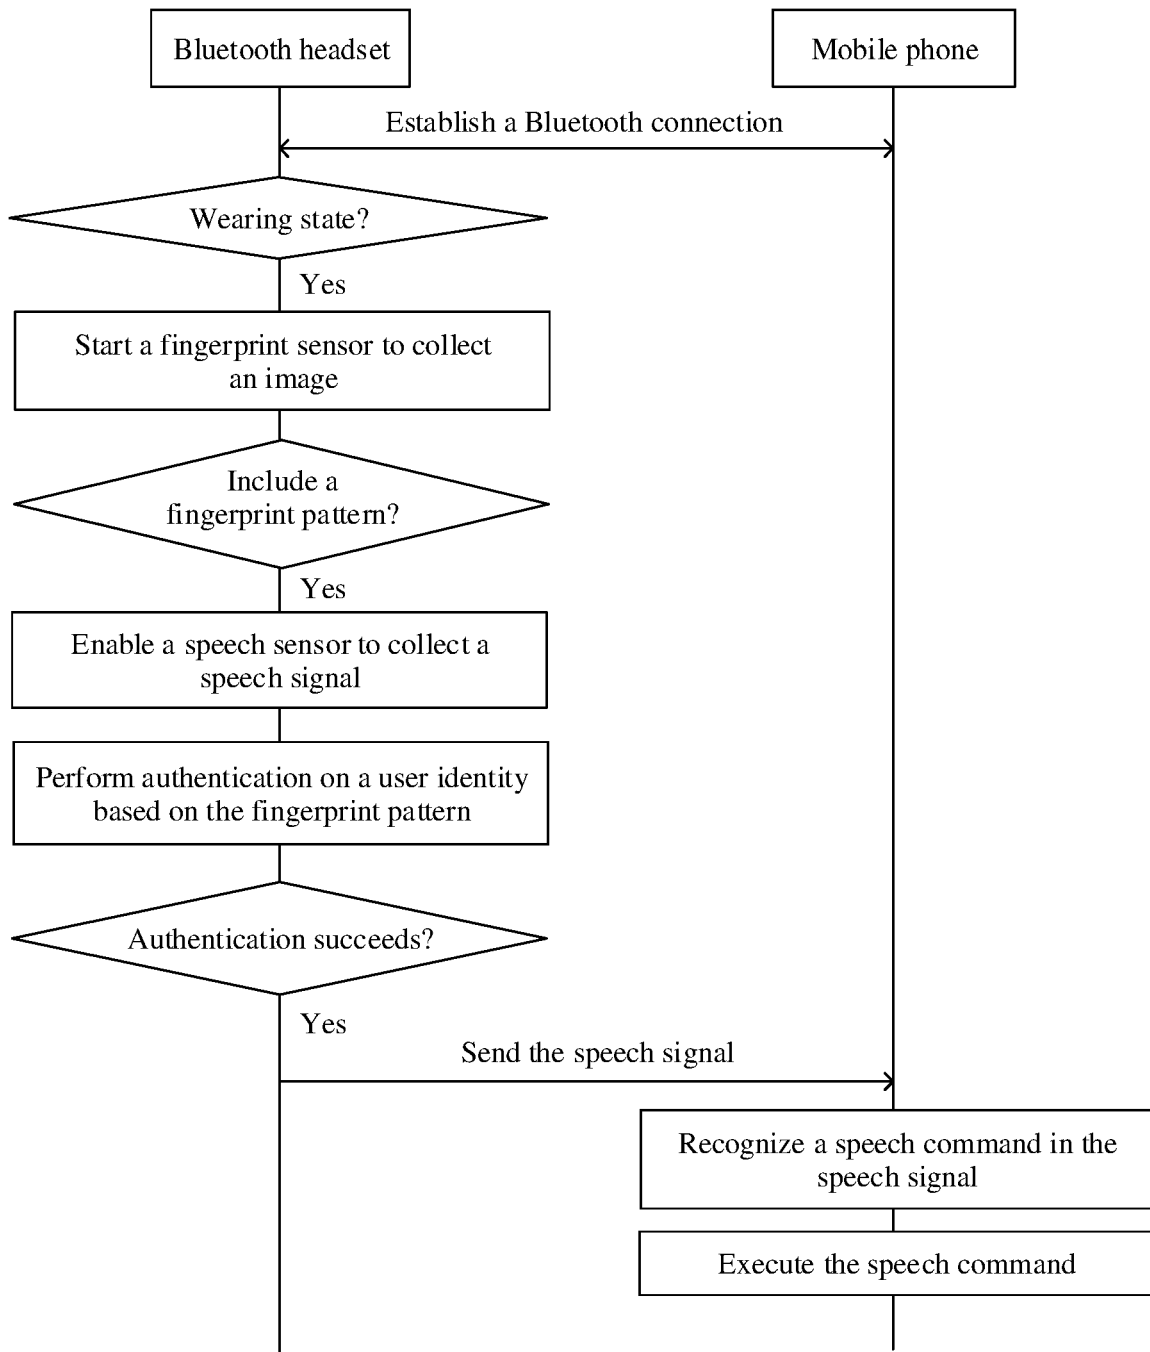 Bluetooth headset
Mobile phone
Establish a Bluetooth connection
Wearing state?
Yes
Start a fingerprint sensor to collect
an image
Include a
fingerprint pattern?
Yes
Enable a speech sensor to collect a
speech signal
Perform authentication on a user identity
based on the fingerprint pattern
Authentication succeeds?
Yes
Send the speech signal
Recognize a speech command in the
speech signal
Execute the speech command